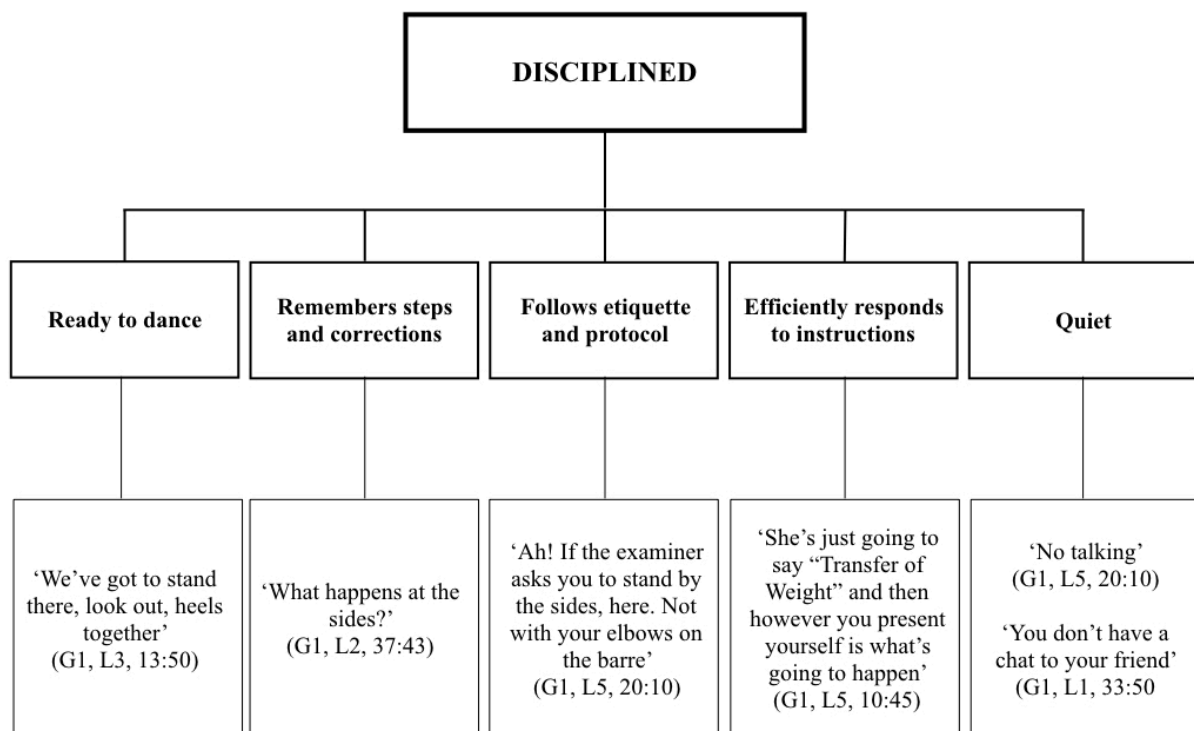 DISCIPLINED
Ready to dance
Remembers steps
and corrections
Follows etiquette
and protocol
Efficiently responds
to instructions
Quiet
‘We’ve got to stand
there, look out, heels
together’
(G1, L3, 13:50)
‘What happens at the
sides?’
(G1, L2, 37:43)
‘Ah! If the examiner
asks you to stand by
the sides, here. Not
with your elbows on
the barre’
(G1, L5, 20:10)
‘She’s just going to
say “Transfer of
Weight” and then
however you present
yourself is what’s
going to happen’
(G1, L5, 10:45)
‘No talking’
(G1, L5, 20:10)
‘You don’t have a
chat to your friend’
(G1, L1, 33:50